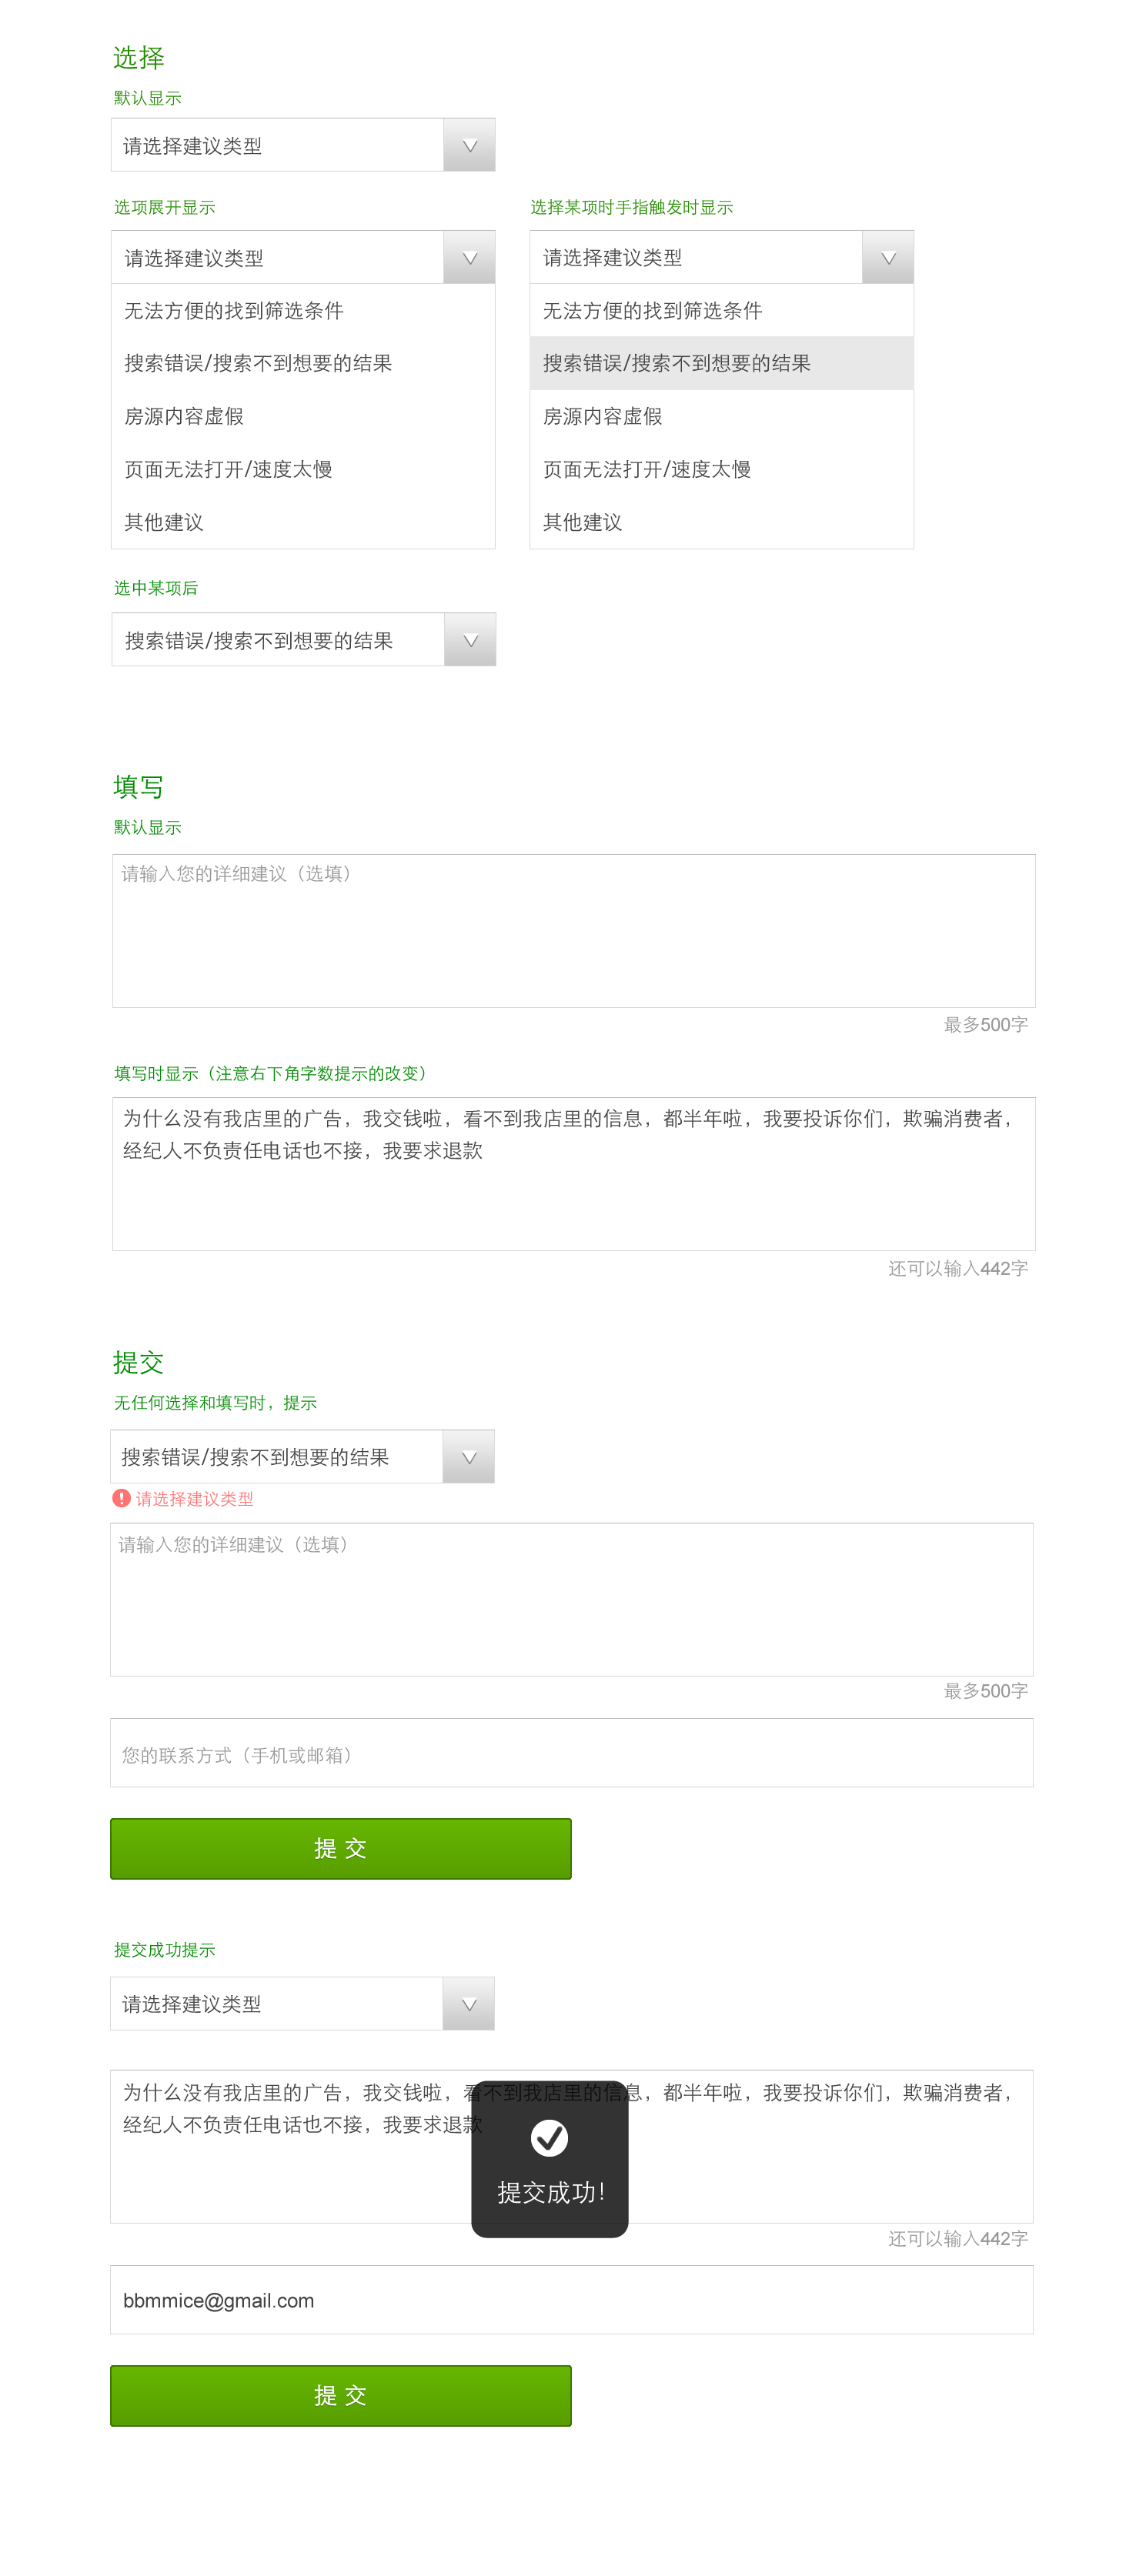 选择
默认显示
请选择建议类型
选项展开显示
请选择建议类型
无法方便的找到筛选条件
搜索错误/搜索不到想要的结果
房源内容虚假
页面无法打开/速度太慢
其他建议
选择某项时手指触发时显示
请选择建议类型
无法方便的找到筛选条件
搜索错误/搜索不到想要的结果
房源内容虚假
页面无法打开/速度太慢
其他建议
选中某项后
搜索错误/搜索不到想要的结果
填写
默认显示
请输入您的详细建议（选填）
最多500字
填写时显示（注意右下角字数提示的改变）
为什么没有我店里的广告，我交钱啦，看不到我店里的信息，都半年啦，我要投诉你们，欺骗消费者，
经纪人不负责任电话也不接，我要求退款
还可以输入442字
提交
无任何选择和填写时，提示
搜索错误/搜索不到想要的结果
请选择建议类型
请输入您的详细建议（选填）
最多500字
您的联系方式（手机或邮箱）
提 交
提交成功提示
请选择建议类型
为什么没有我店里的广告，我交钱啦，看不到我店里的信息，都半年啦，我要投诉你们，欺骗消费者，
经纪人不负责任电话也不接，我要求退款
提交成功！
还可以输入442字
bbmmice@gmail.com
提 交